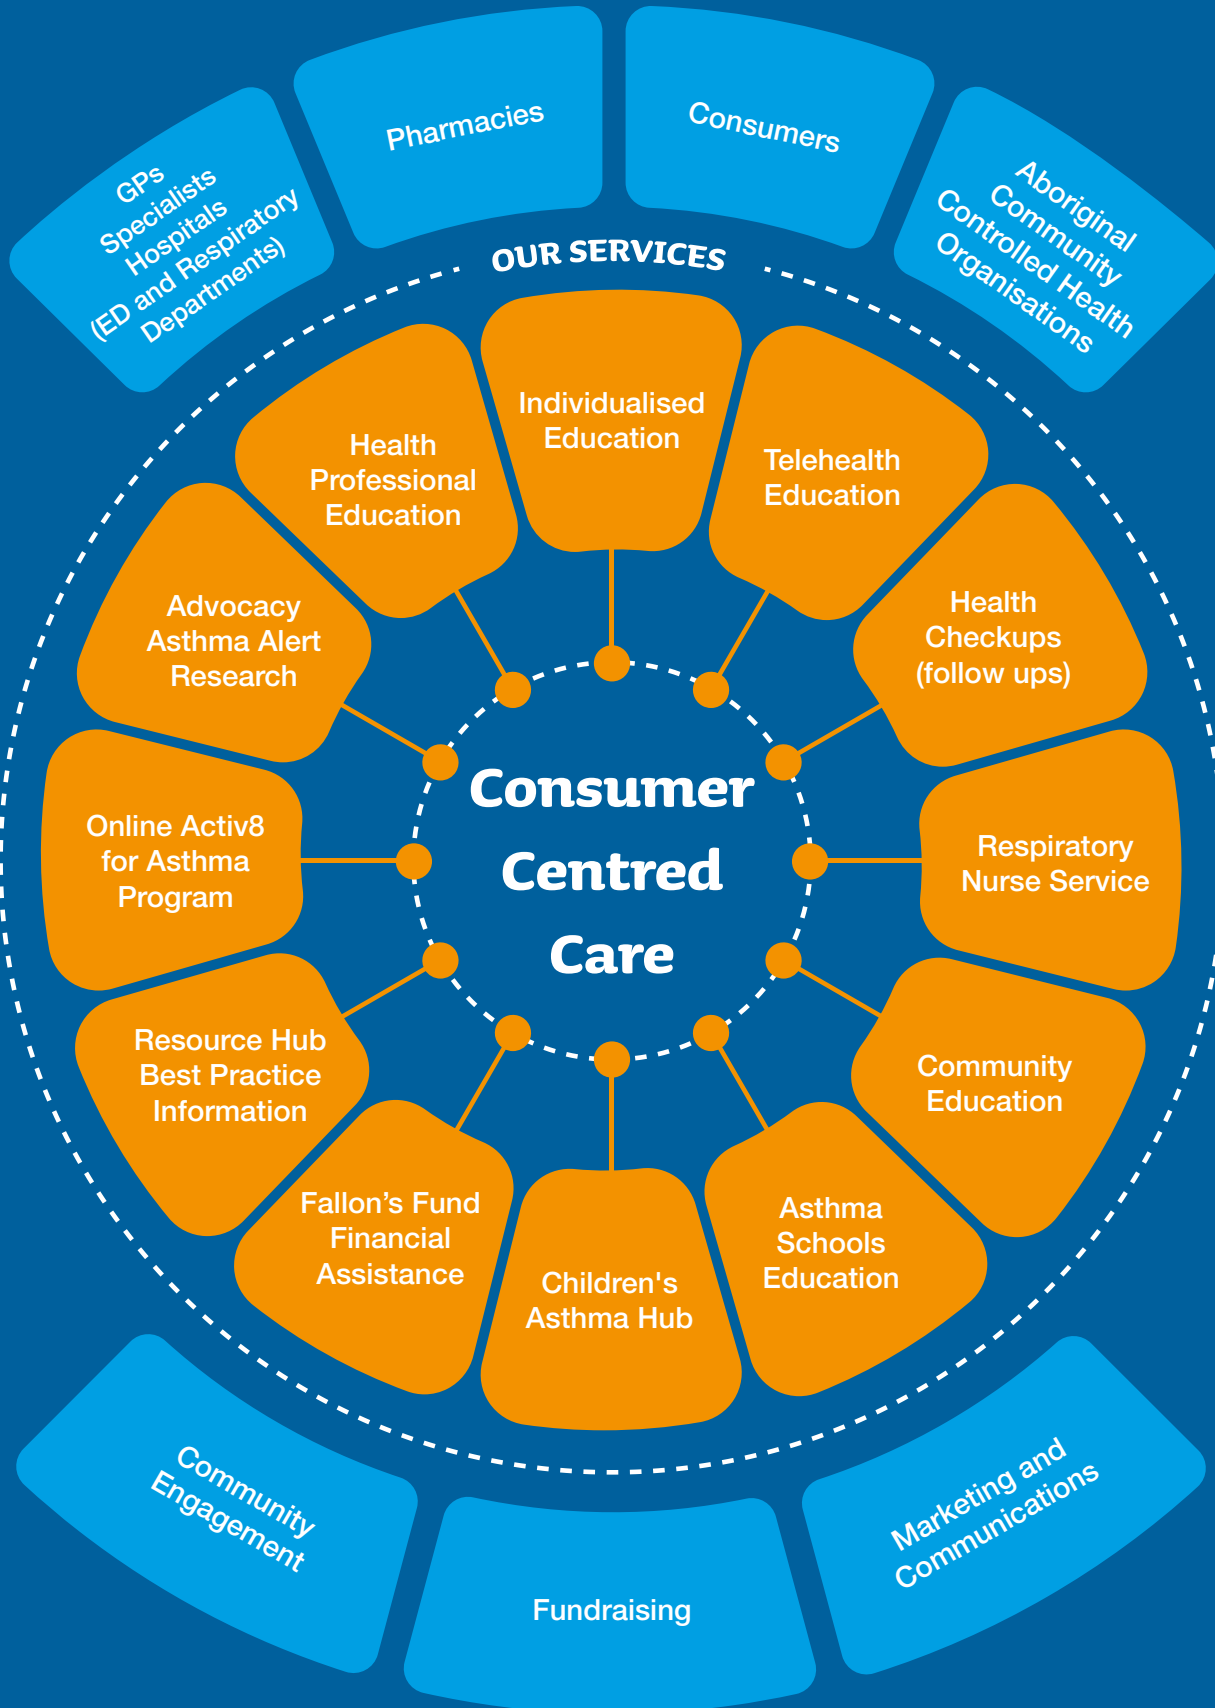 GPs
Specialists
Hospitals
(ED and Respiratory
Departments)
Pharmacies
Consumers
Aboriginal
Community
Controlled Health
Organisations
OUR SERVICES
Individualised
Education
Telehealth
Education
Health
Checkups
(follow ups)
Respiratory
Nurse Service
Community
Education
Asthma
Schools
Education
Children's
Asthma Hub
Fallon’s Fund
Financial
Assistance
Resource Hub
Best Practice
Information
Online Activ8
for Asthma
Program
Advocacy
Asthma Alert
Research
Health
Professional
Education
Consumer
Centred
Care
Community
Engagement
Fundraising
Marketing and
Communications